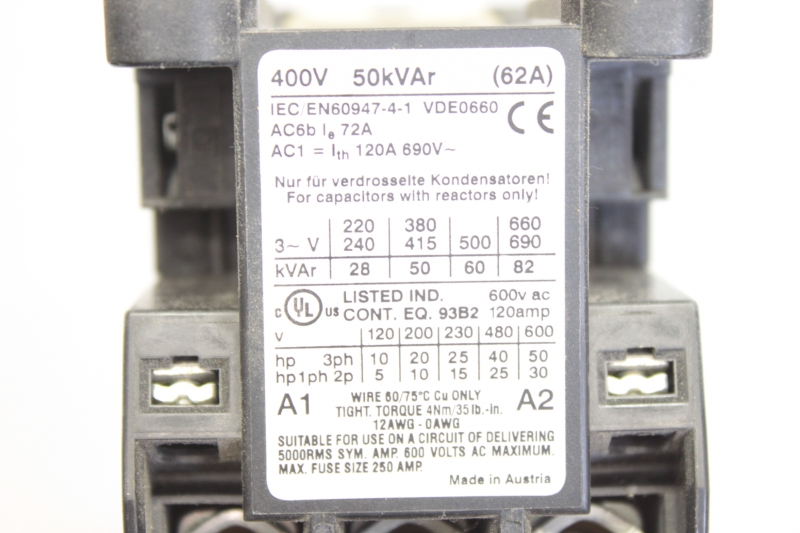 400V 50kVAr (62A)
IEC/EN60947-4-1 VDE0660 CE
AC6b Ie 72A
AC1 = Ith 120A 690V~
Nur für verdrosselte Kondensatoren!
For capacitors with reactors only!
220 380 660
3~ V 240 415 500 690
kVAr 28 50 60 82
LISTED IND. 600v ac
c UL US CONT. EQ. 93B2 120amp
V 120 200 230 480 600
hp 3ph 10 20 25 40 50
hp1ph 2p 5 10 15 25 30
A1 WIRE 60/75°C Cu ONLY A2
TIGHT. TORQUE 4Nm/35lb.-in.
12AWG - 0AWG
SUITABLE FOR USE ON A CIRCUIT OF DELIVERING
5000RMS SYM. AMP. 600 VOLTS AC MAXIMUM.
MAX. FUSE SIZE 250 AMP.
Made in Austria